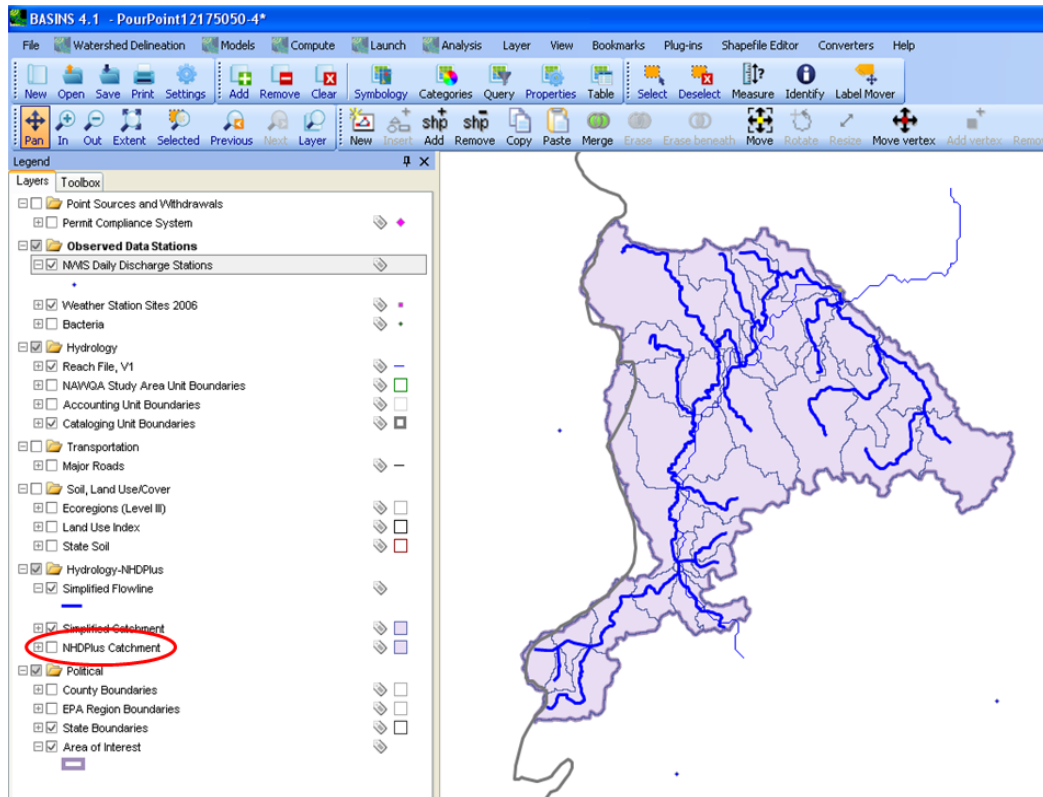 BASINS 4.1 - PourPoint12175050-4*
File Watershed Delineation Models Compute Launch Analysis Layer View Bookmarks Plug-ins Shapefile Editor Converters Help
New Open Save Print Settings Add Remove Clear Symbology Categories Query Properties Table Select Deselect Measure Identify Label Mover
shp shp
Pan In Out Extent Selected Previous Next Layer New Insert Add Remove Copy Paste Merge Erase Erase beneath Move Rotate Resize Move vertex Add vertex Remo
Legend
Layers Toolbox
Point Sources and Withdrawals
Permit Compliance System
Observed Data Stations
NWIS Daily Discharge Stations
Weather Station Sites 2006
Bacteria
Hydrology
Reach File, V1
NAWQA Study Area Unit Boundaries
Accounting Unit Boundaries
Cataloging Unit Boundaries
Transportation
Major Roads
Soil, Land Use/Cover
Ecoregions (Level III)
Land Use Index
State Soil
Hydrology-NHDPlus
Simplified Flowline
Simplified Catchment
NHDPlus Catchment
Political
County Boundaries
EPA Region Boundaries
State Boundaries
Area of Interest